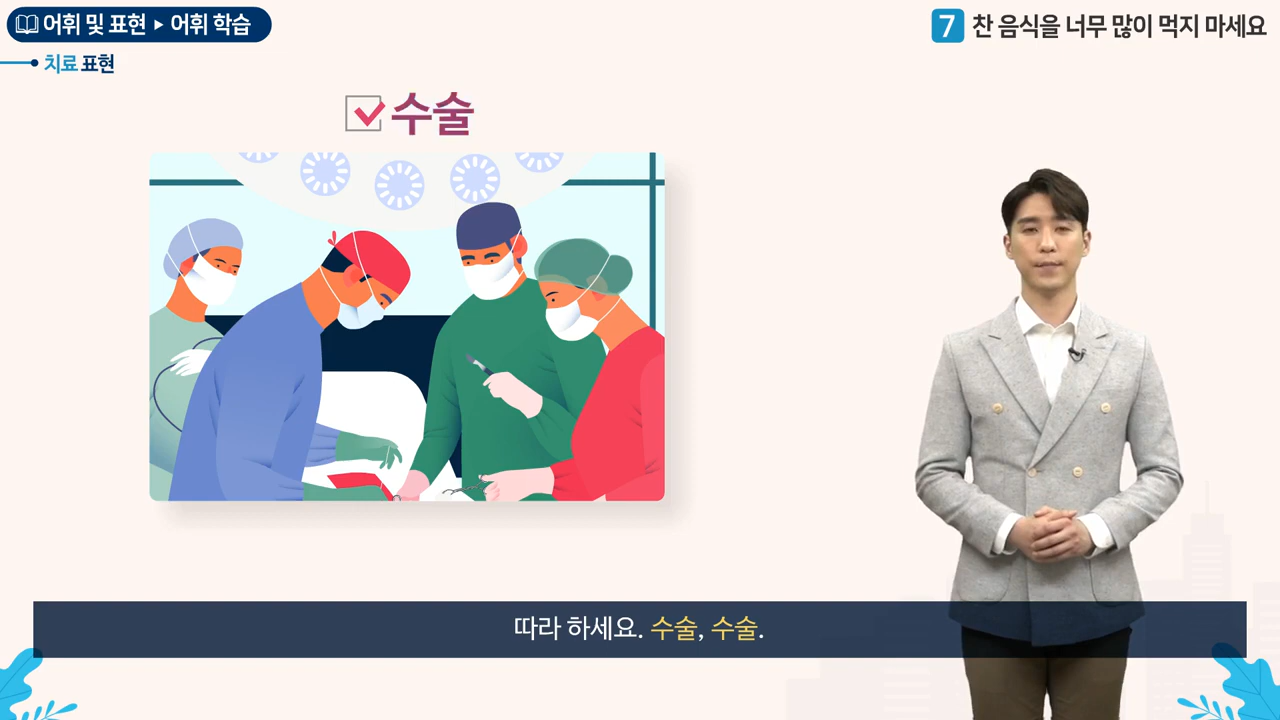 어휘 및 표현 ▸ 어휘 학습
7 찬 음식을 너무 많이 먹지 마세요
치료 표현
수술
따라 하세요. 수술, 수술.